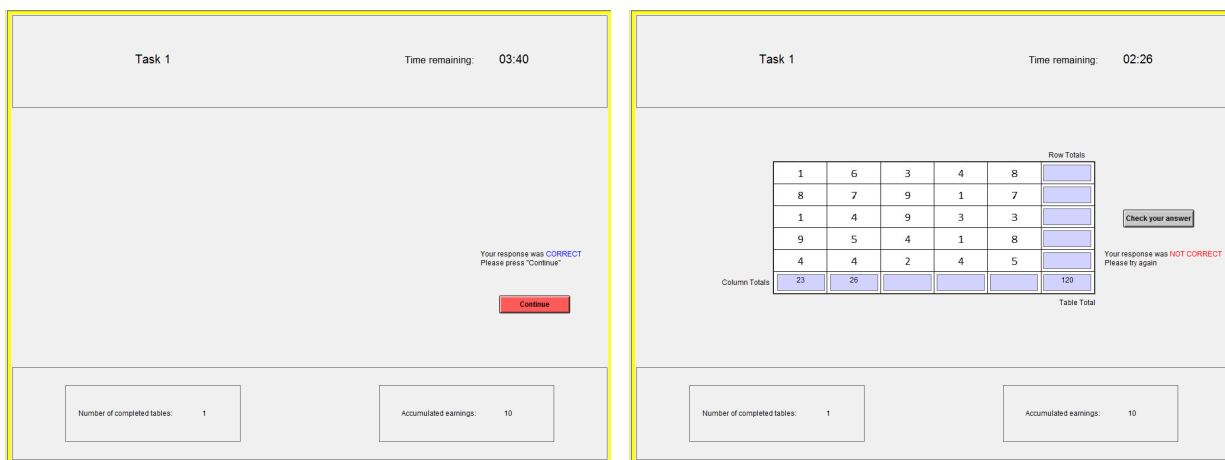 Task 1
Time remaining: 03:40
Your response was CORRECT
Please press "Continue"
Continue
Number of completed tables: 1
Accumulated earnings: 10
Task 1
Time remaining: 02:26
Row Totals
1 6 3 4 8
8 7 9 1 7
1 4 9 3 3
Check your answer
9 5 4 1 8
Your response was NOT CORRECT
Please try again
4 4 2 4 5
Column Totals 23 26 120
Table Total
Number of completed tables: 1
Accumulated earnings: 10